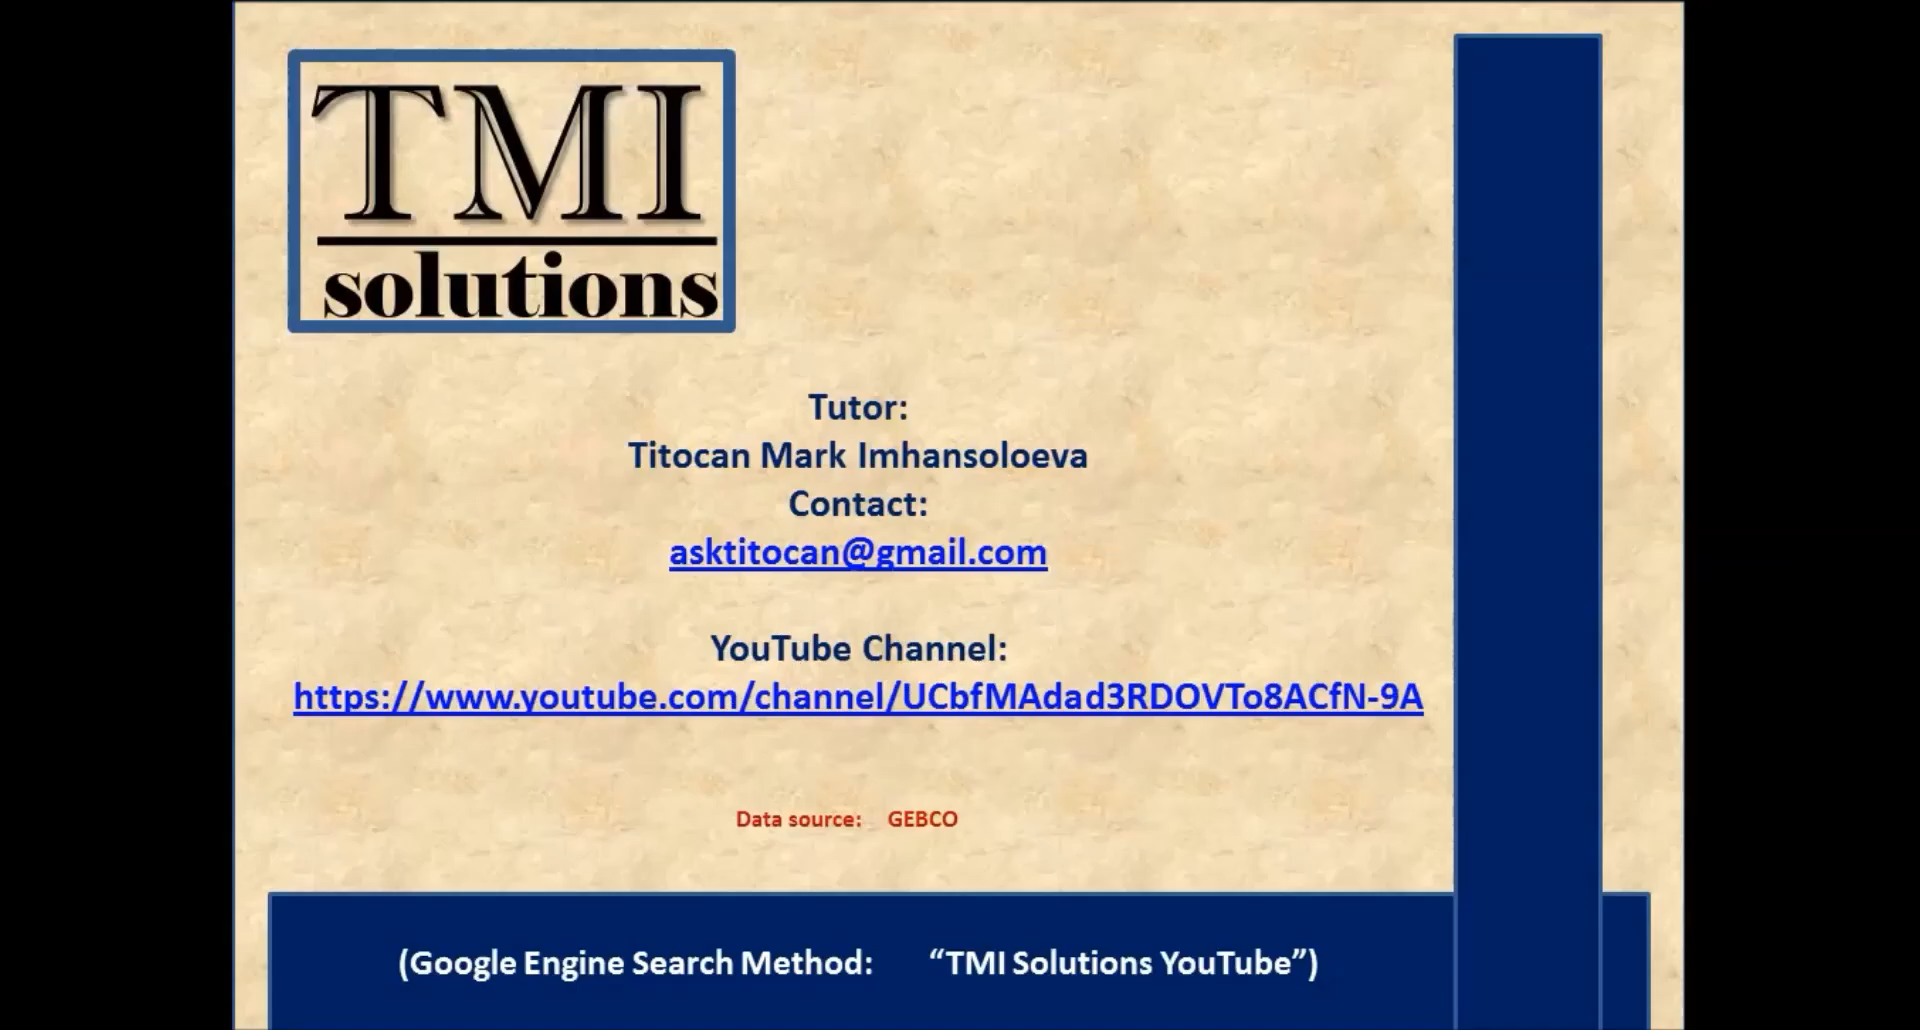 TMI
solutions
Tutor:
Titocan Mark Imhansoloeva
Contact:
asktitocan@gmail.com
YouTube Channel:
https://www.youtube.com/channel/UCbfMAdad3RDOVTo8ACfN-9A
Data source: GEBCO
(Google Engine Search Method: “TMI Solutions YouTube”)